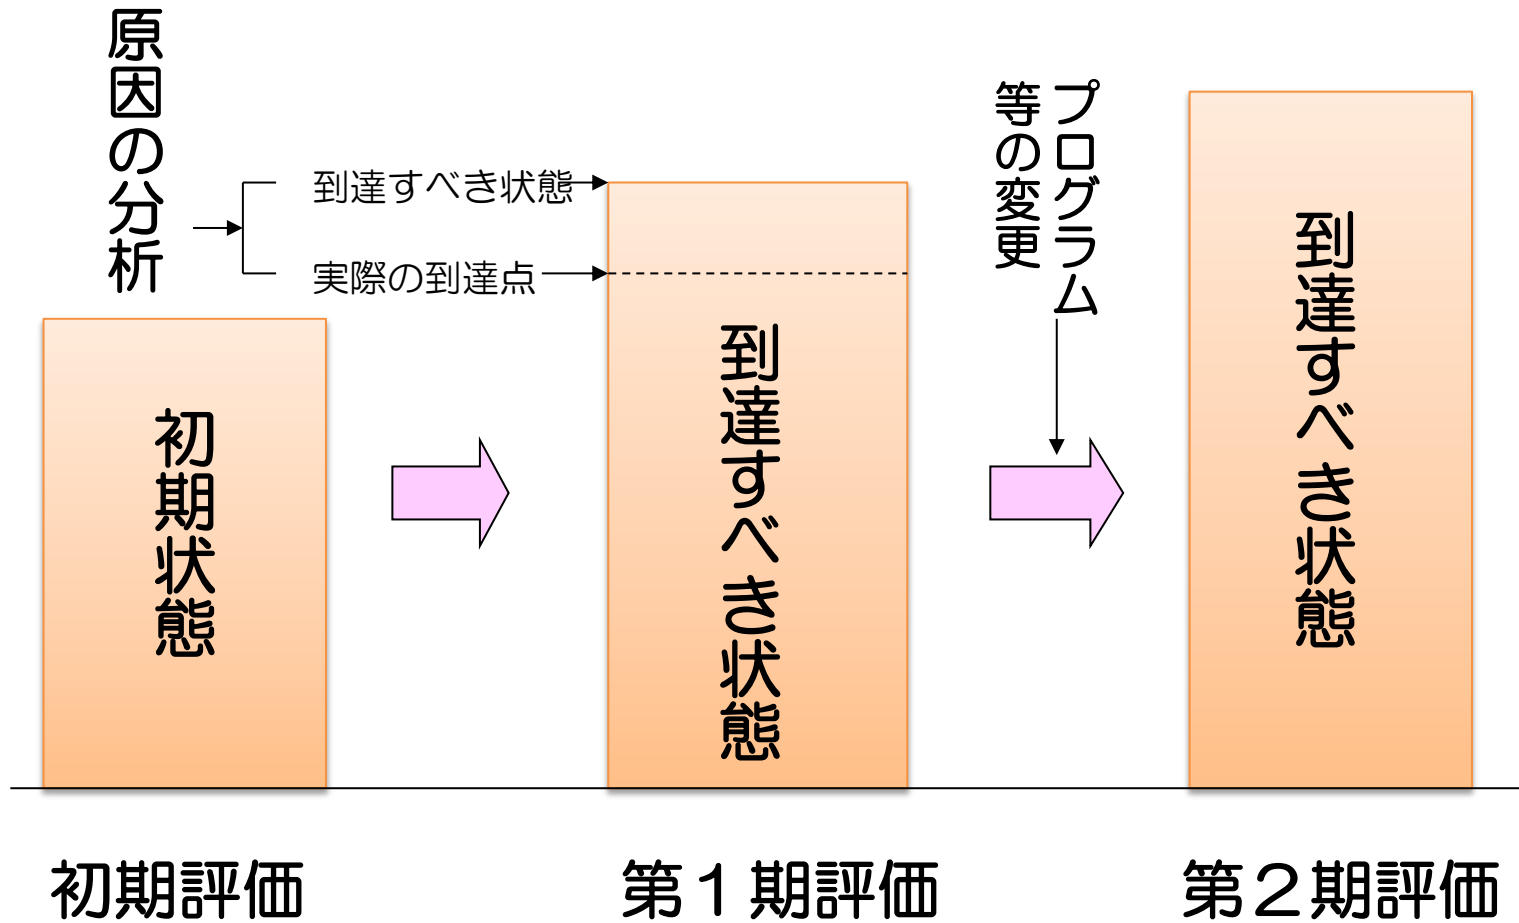 原因の分析
到達すべき状態
実際の到達点
プログラム
等の変更
初期状態
到達すべき状態
到達すべき状態
初期評価
第１期評価
第２期評価